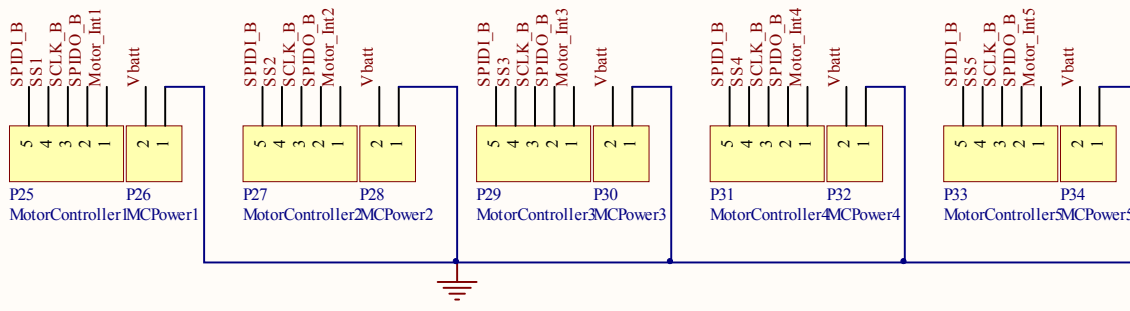 SPIDI_B
SS1
SCLK_B
SPIDO_B
Motor_Int1
Vbatt
5
4
3
2
1
2
1
P25
MotorController1
P26
MCPower1
SPIDI_B
SS2
SCLK_B
SPIDO_B
Motor_Int2
Vbatt
5
4
3
2
1
2
1
P27
MotorController2
P28
MCPower2
SPIDI_B
SS3
SCLK_B
SPIDO_B
Motor_Int3
Vbatt
5
4
3
2
1
2
1
P29
MotorController3
P30
MCPower3
SPIDI_B
SS4
SCLK_B
SPIDO_B
Motor_Int4
Vbatt
5
4
3
2
1
2
1
P31
MotorController4
P32
MCPower4
SPIDI_B
SS5
SCLK_B
SPIDO_B
Motor_Int5
Vbatt
5
4
3
2
1
2
1
P33
MotorController5
P34
MCPower5